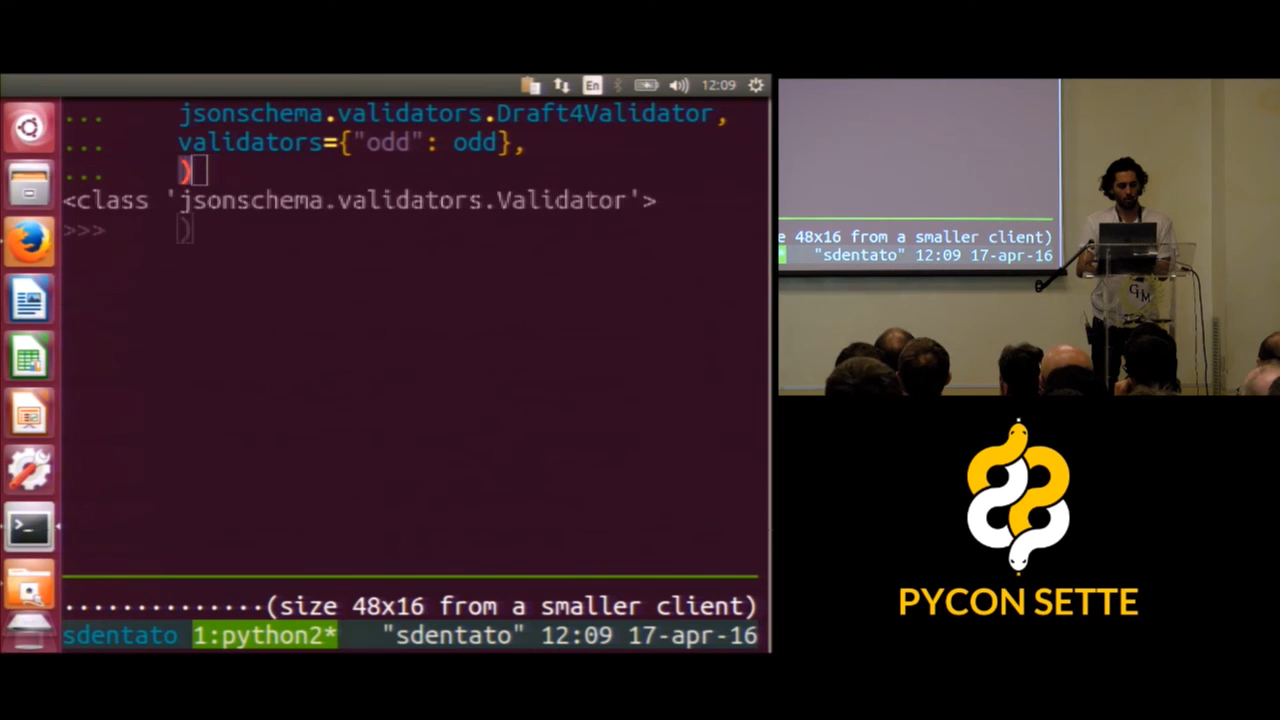 En 12:09
... jsonschema.validators.Draft4Validator,
... validators={"odd": odd},
... )
<class 'jsonschema.validators.Validator'>
>>> )
(size 48x16 from a smaller client)
sdentato 1:python2* "sdentato" 12:09 17-apr-16
48x16 from a smaller client)
"sdentato" 12:09 17-apr-16
GHM
PYCON SETTE